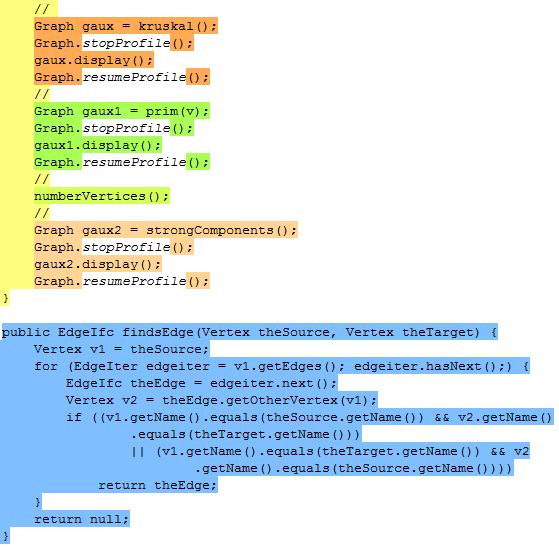 //
    Graph gaux = kruskal();
    Graph.stopProfile();
    gaux.display();
    Graph.resumeProfile();
    //
    Graph gaux1 = prim(v);
    Graph.stopProfile();
    gaux1.display();
    Graph.resumeProfile();
    //
    numberVertices();
    //
    Graph gaux2 = strongComponents();
    Graph.stopProfile();
    gaux2.display();
    Graph.resumeProfile();
}
public EdgeIfc findsEdge(Vertex theSource, Vertex theTarget) {
    Vertex v1 = theSource;
    for (EdgeIter edgeiter = v1.getEdges(); edgeiter.hasNext();) {
        EdgeIfc theEdge = edgeiter.next();
        Vertex v2 = theEdge.getOtherVertex(v1);
        if ((v1.getName().equals(theSource.getName()) && v2.getName()
                .equals(theTarget.getName()))
                || (v1.getName().equals(theTarget.getName()) && v2
                        .getName().equals(theSource.getName())))
            return theEdge;
    }
    return null;
}